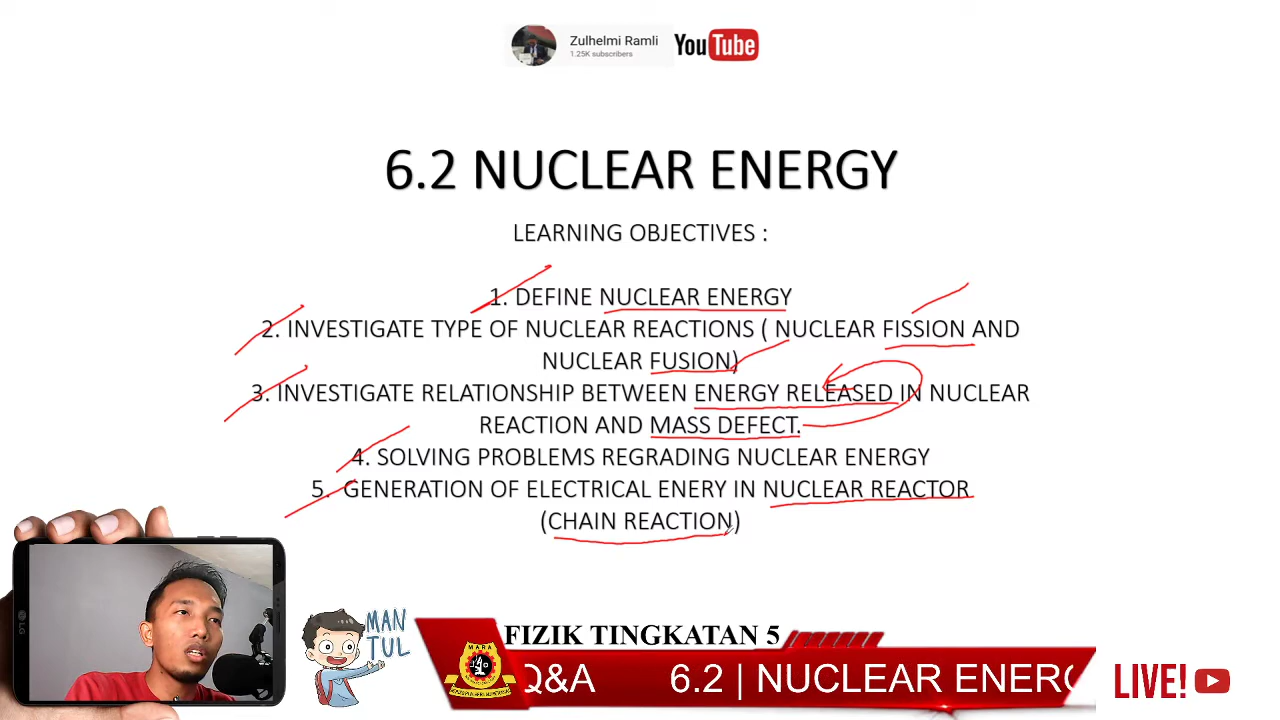 Zulhelmi Ramli
1.25K subscribers
YouTube
6.2 NUCLEAR ENERGY
LEARNING OBJECTIVES :
1. DEFINE NUCLEAR ENERGY
2. INVESTIGATE TYPE OF NUCLEAR REACTIONS ( NUCLEAR FISSION AND
NUCLEAR FUSION)
3. INVESTIGATE RELATIONSHIP BETWEEN ENERGY RELEASED IN NUCLEAR
REACTION AND MASS DEFECT.
4. SOLVING PROBLEMS REGRADING NUCLEAR ENERGY
5. GENERATION OF ELECTRICAL ENERY IN NUCLEAR REACTOR
(CHAIN REACTION)
LG
MAN
TUL
FIZIK TINGKATAN 5
MARA
Q&A 6.2 | NUCLEAR ENERG
LIVE!